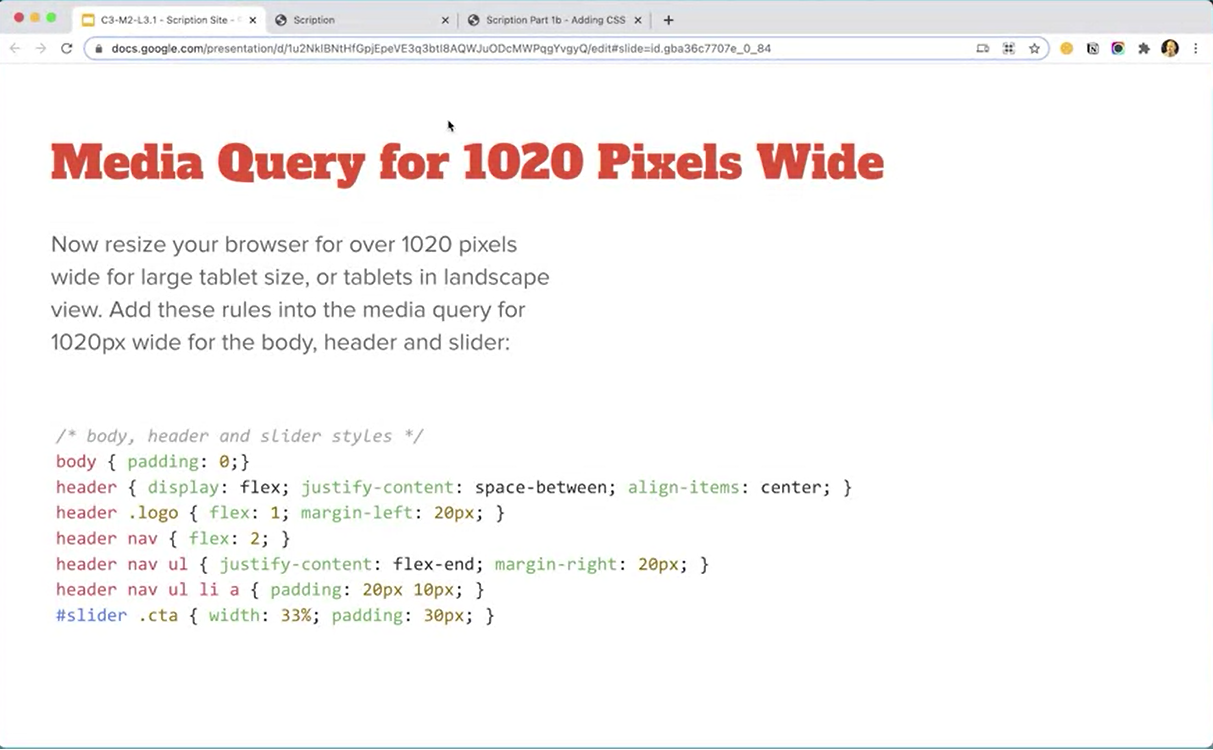 C3-M2-L3.1 - Scription Site -
Scription
Scription Part 1b - Adding CSS
docs.google.com/presentation/d/1u2NklBNtHfGpjEpeVE3q3btI8AQWJuODcMWPqgYvgyQ/edit#slide=id.gba36c7707e_0_84
Media Query for 1020 Pixels Wide
Now resize your browser for over 1020 pixels
wide for large tablet size, or tablets in landscape
view. Add these rules into the media query for
1020px wide for the body, header and slider:
/* body, header and slider styles */
body { padding: 0;}
header { display: flex; justify-content: space-between; align-items: center; }
header .logo { flex: 1; margin-left: 20px; }
header nav { flex: 2; }
header nav ul { justify-content: flex-end; margin-right: 20px; }
header nav ul li a { padding: 20px 10px; }
#slider .cta { width: 33%; padding: 30px; }